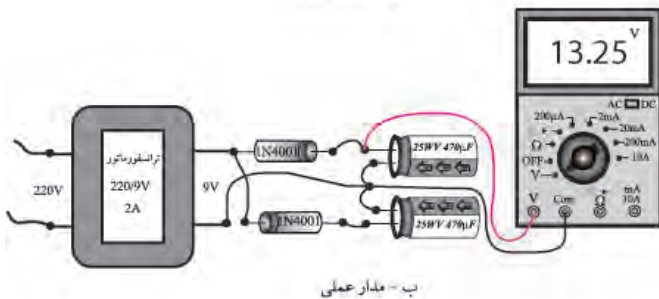 13.25 V
AC DC
200µA
2mA
20mA
200mA
10A
Ω
OFF
V
V
Com
Ω
mA
10A
220V
ترانسفورماتور
220/9V
2A
9V
1N4001
25WV 470µF
1N4001
25WV 470µF
ب - مدار عملی